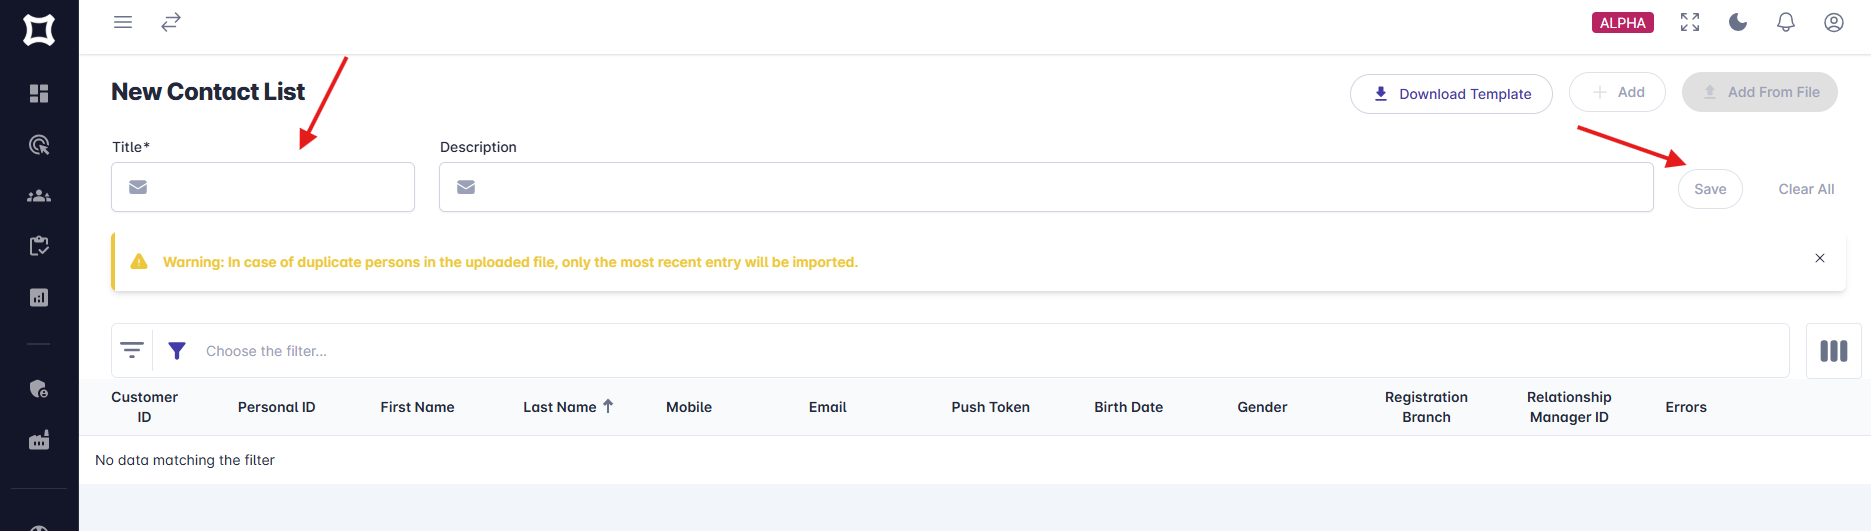 ALPHA
New Contact List
Download Template
Add
Add From File
Title*
Description
Save
Clear All
Warning: In case of duplicate persons in the uploaded file, only the most recent entry will be imported.
Choose the filter...
Customer
ID
Personal ID
First Name
Last Name
Mobile
Email
Push Token
Birth Date
Gender
Registration
Branch
Relationship
Manager ID
Errors
No data matching the filter